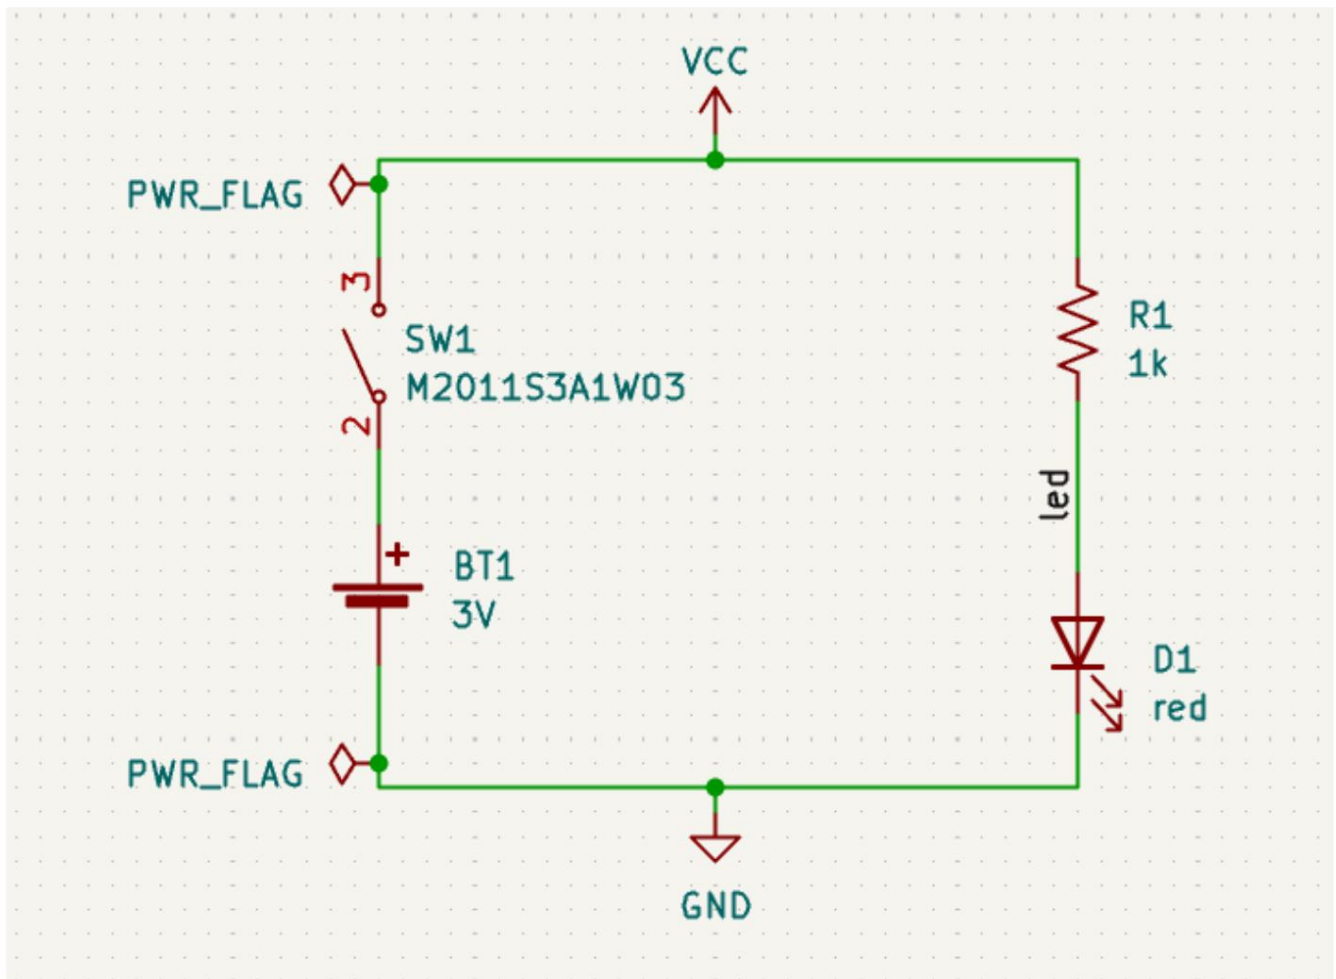 VCC
PWR_FLAG
3
SW1
M2011S3A1W03
2
R1
1k
led
+
BT1
3V
D1
red
PWR_FLAG
GND